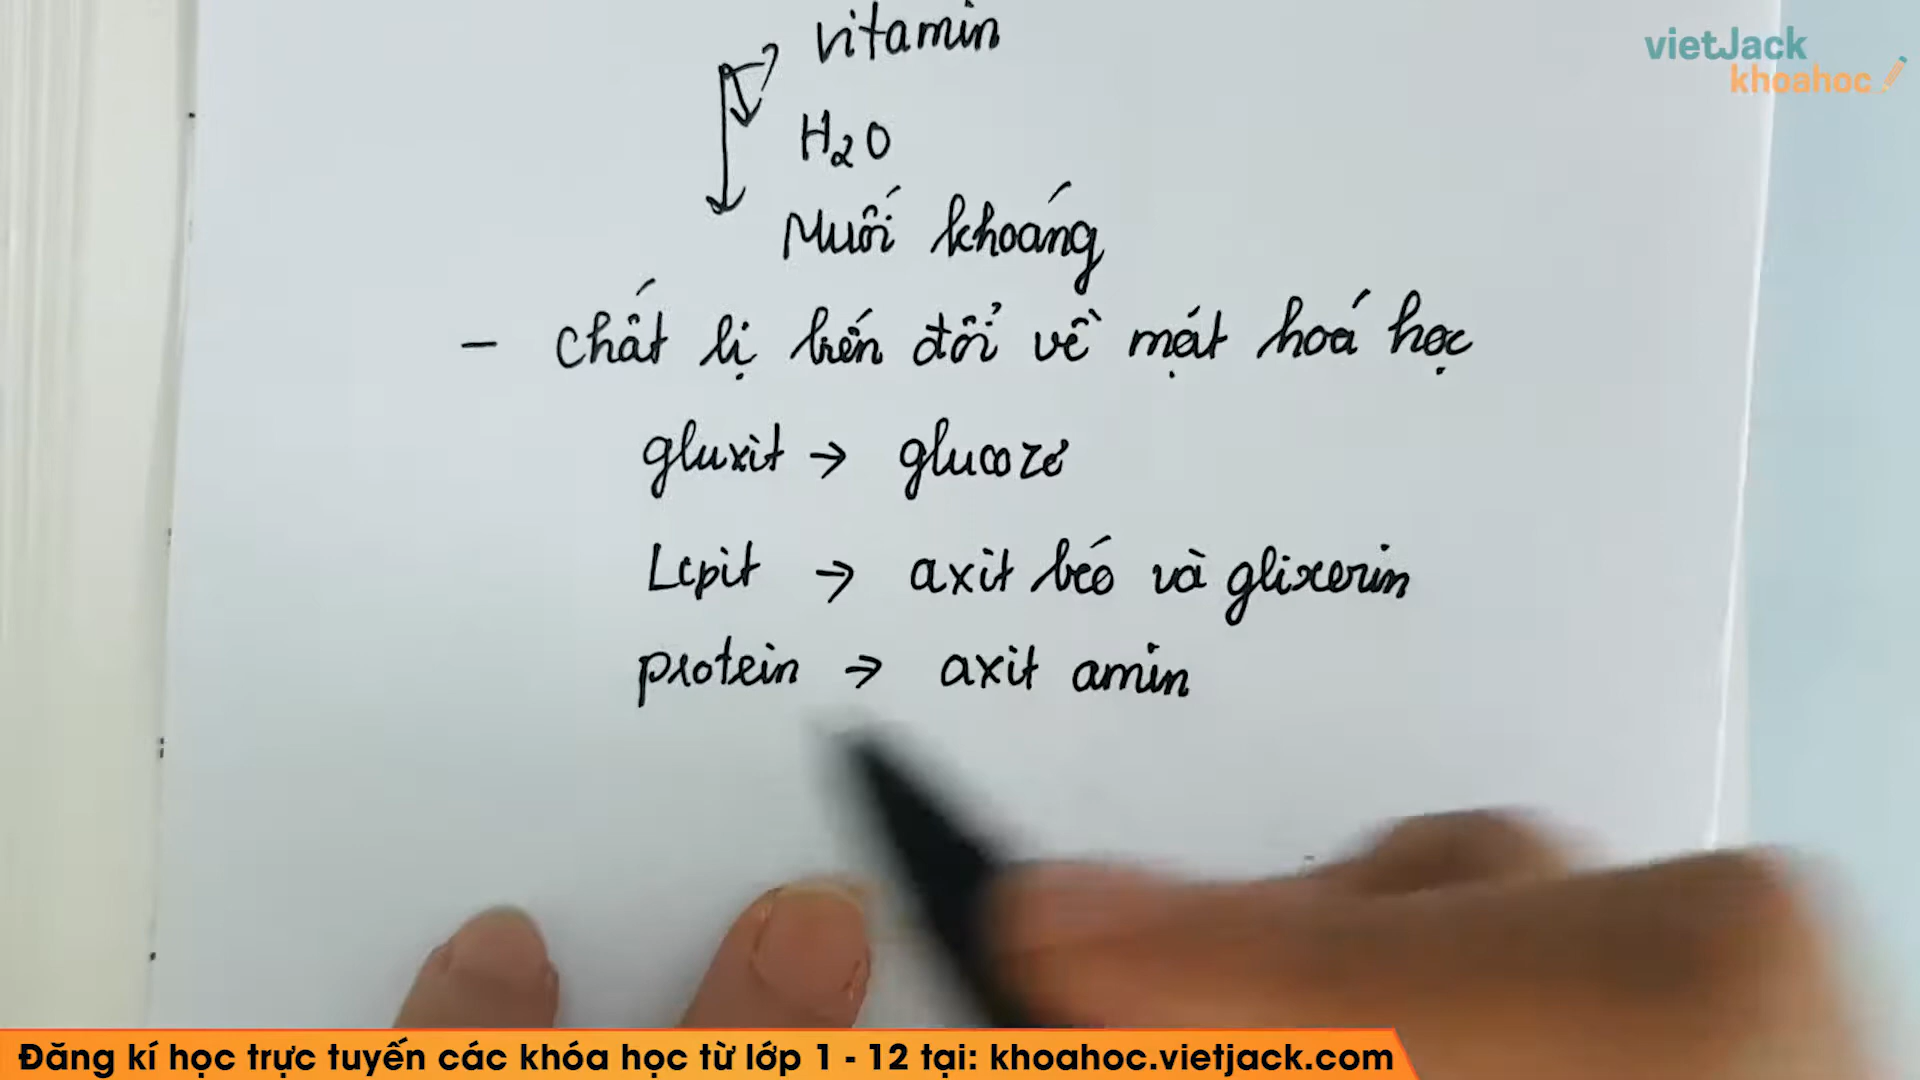 vitamin
vietJack
khoahoc
H2O
Muối khoáng
- Chất bị biến đổi về mặt hoá học
gluxit → glucozơ
Lipit → axit béo và glixerin
protein → axit amin
Đăng kí học trực tuyến các khóa học từ lớp 1 - 12 tại: khoahoc.vietjack.com